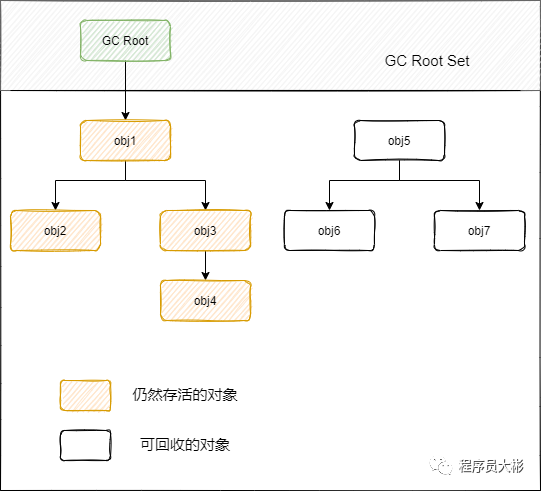 GC Root
GC Root Set
obj1
obj5
obj2
obj3
obj6
obj7
obj4
仍然存活的对象
可回收的对象
程序员大彬